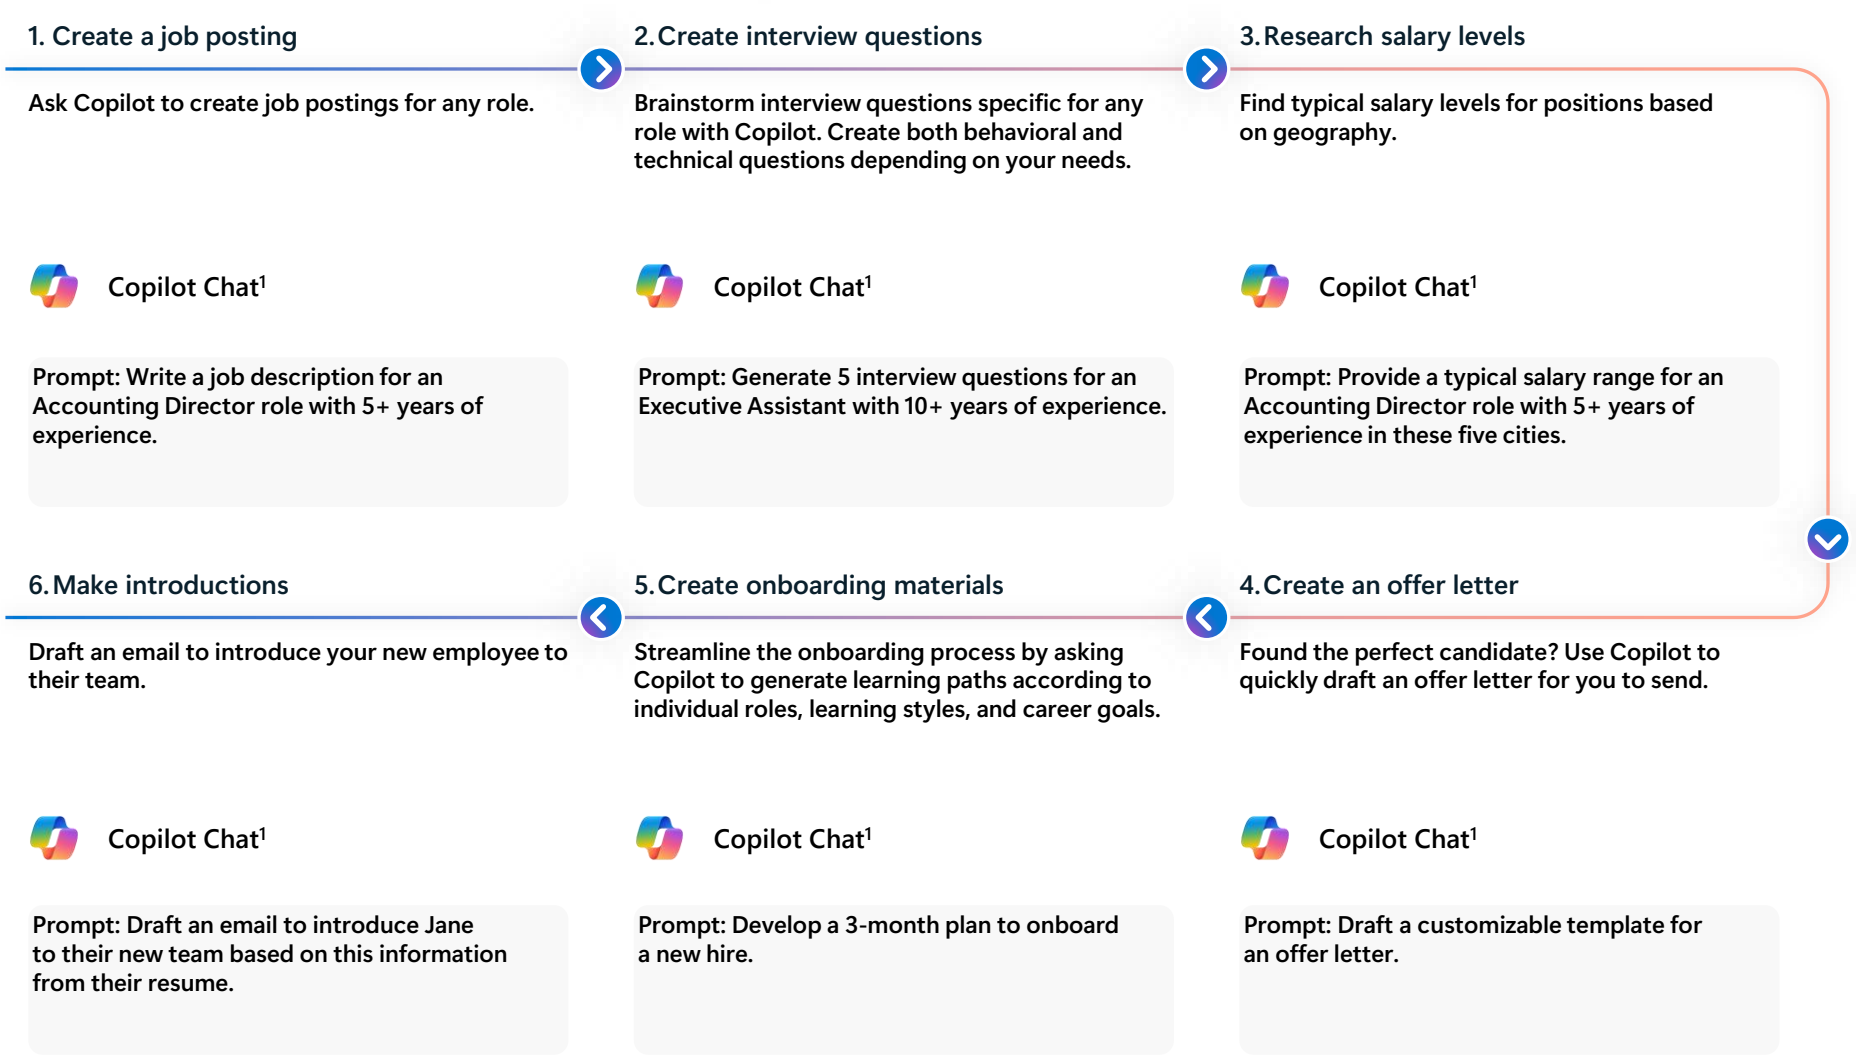 1. Create a job posting
Ask Copilot to create job postings for any role.
Copilot Chat¹
Prompt: Write a job description for an
Accounting Director role with 5+ years of
experience.
2. Create interview questions
Brainstorm interview questions specific for any
role with Copilot. Create both behavioral and
technical questions depending on your needs.
Copilot Chat¹
Prompt: Generate 5 interview questions for an
Executive Assistant with 10+ years of experience.
3. Research salary levels
Find typical salary levels for positions based
on geography.
Copilot Chat¹
Prompt: Provide a typical salary range for an
Accounting Director role with 5+ years of
experience in these five cities.
4. Create an offer letter
Found the perfect candidate? Use Copilot to
quickly draft an offer letter for you to send.
Copilot Chat¹
Prompt: Draft a customizable template for
an offer letter.
5. Create onboarding materials
Streamline the onboarding process by asking
Copilot to generate learning paths according to
individual roles, learning styles, and career goals.
Copilot Chat¹
Prompt: Develop a 3-month plan to onboard
a new hire.
6. Make introductions
Draft an email to introduce your new employee to
their team.
Copilot Chat¹
Prompt: Draft an email to introduce Jane
to their new team based on this information
from their resume.